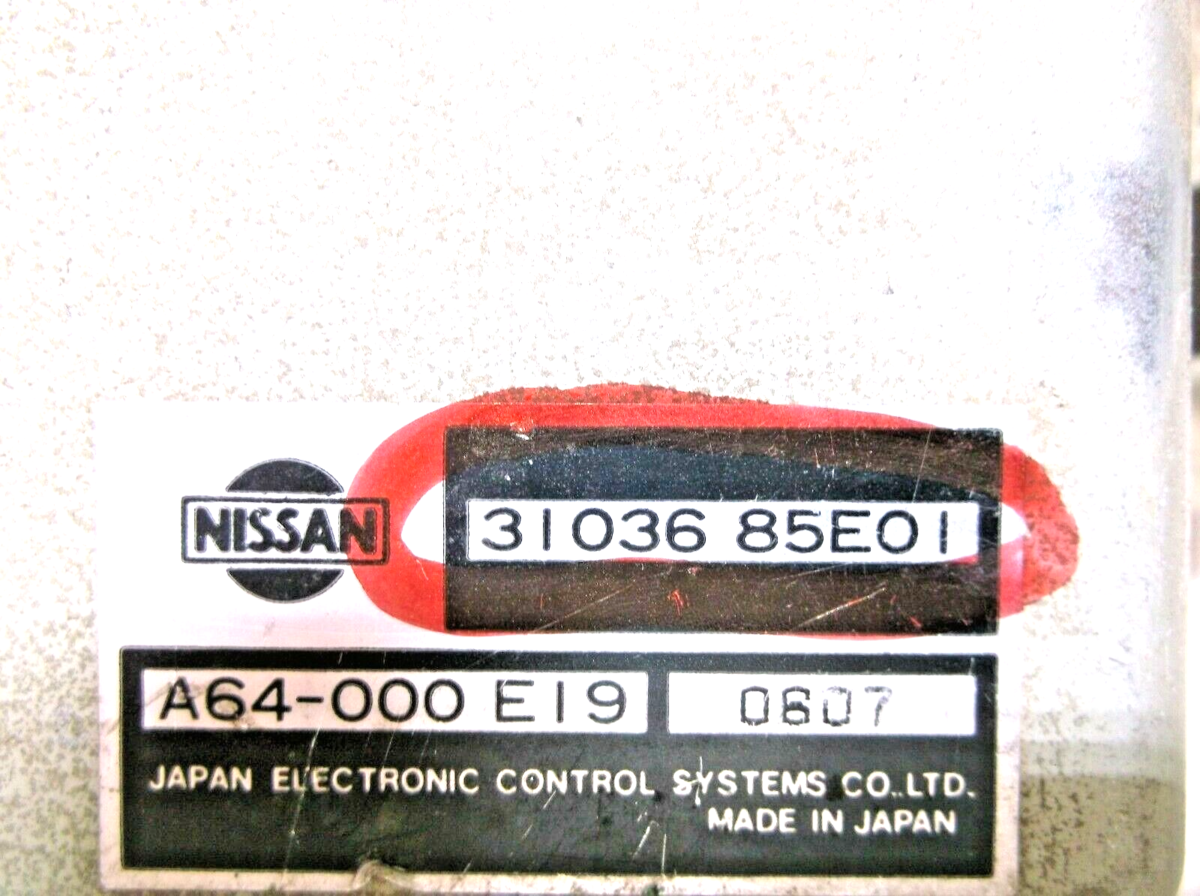 NISSAN
31036 85E01
A64-000 E19 0607
JAPAN ELECTRONIC CONTROL SYSTEMS CO.,LTD.
MADE IN JAPAN